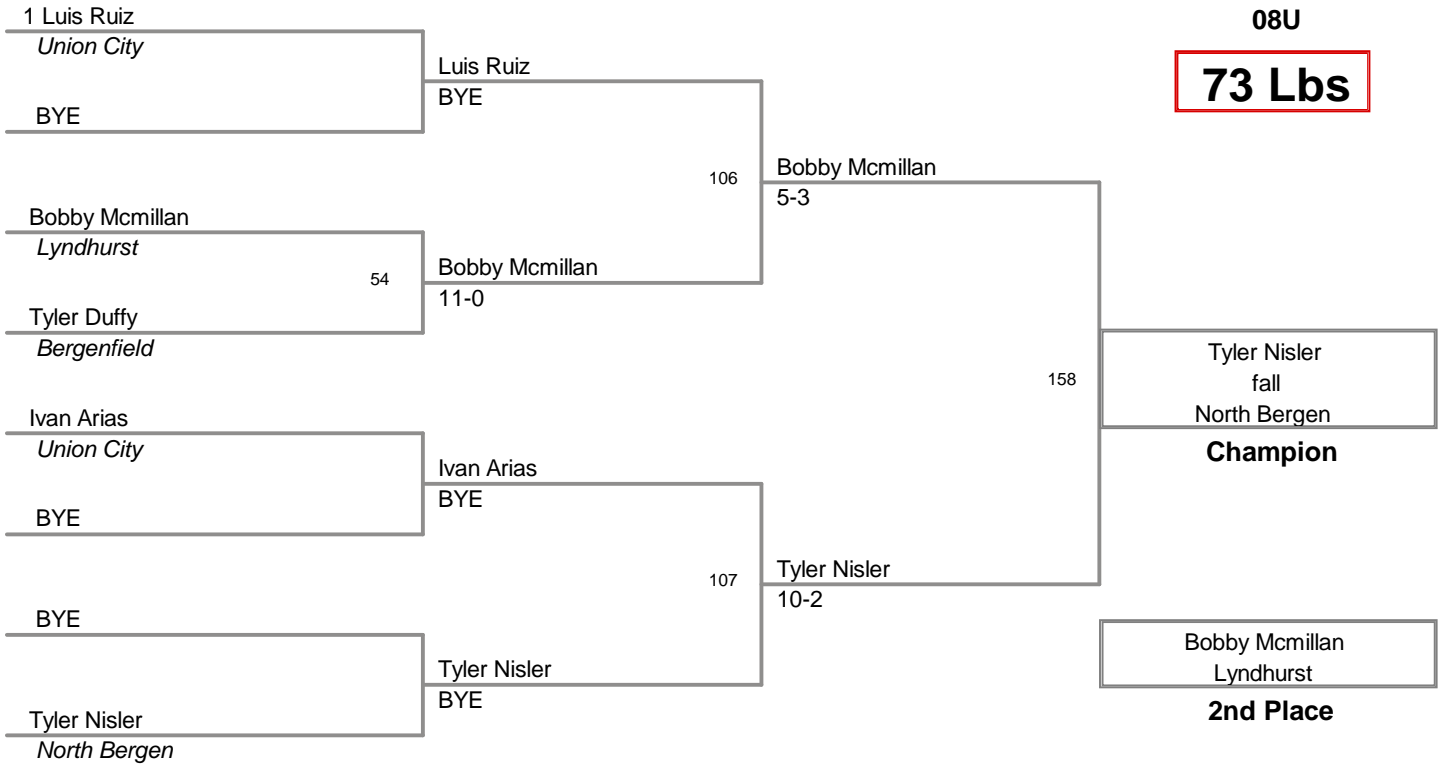 1 Luis Ruiz
Union City
BYE
Bobby Mcmillan
Lyndhurst
54
Tyler Duffy
Bergenfield
Ivan Arias
Union City
BYE
BYE
Tyler Nisler
North Bergen
Luis Ruiz
BYE
106
Bobby Mcmillan
11-0
Ivan Arias
BYE
107
Tyler Nisler
BYE
Bobby Mcmillan
5-3
158
Tyler Nisler
10-2
08U
73 Lbs
Tyler Nisler
fall
North Bergen
Champion
Bobby Mcmillan
Lyndhurst
2nd Place